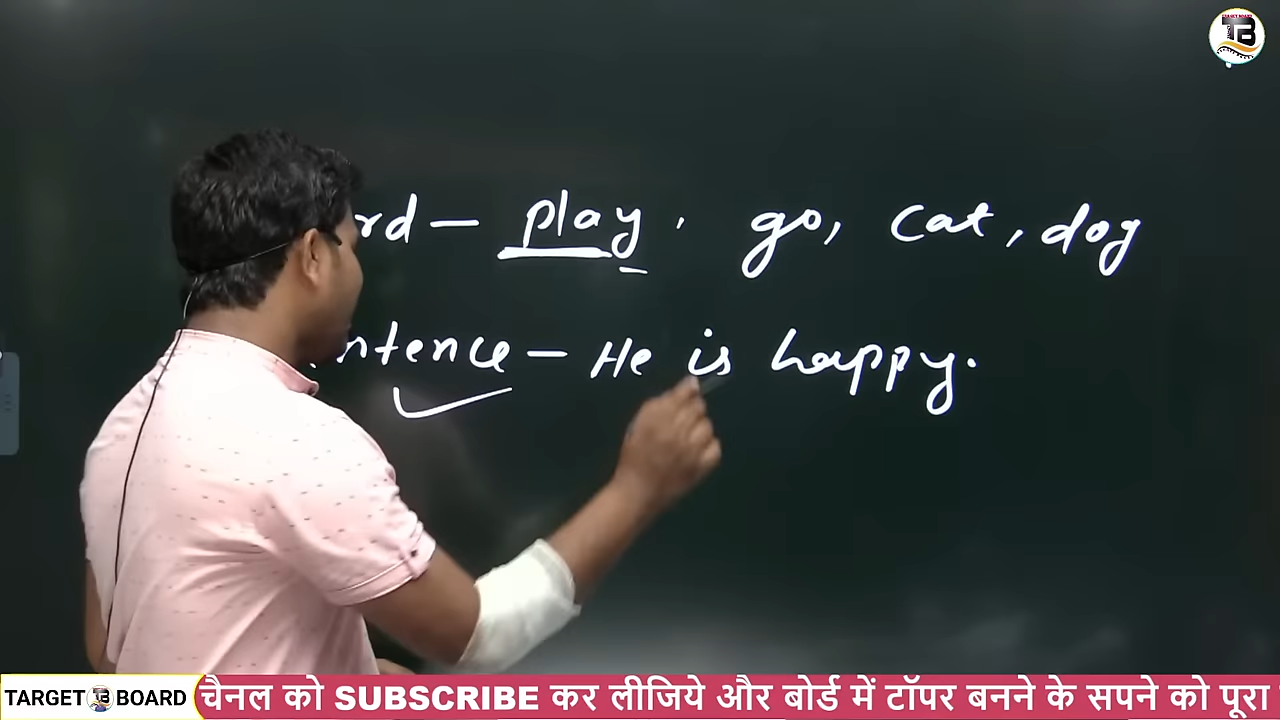 rd - play, go, cat, dog
ntence - He is happy.
TARGET BOARD चैनल को SUBSCRIBE कर लीजिये और बोर्ड में टॉपर बनने के सपने को पूरा